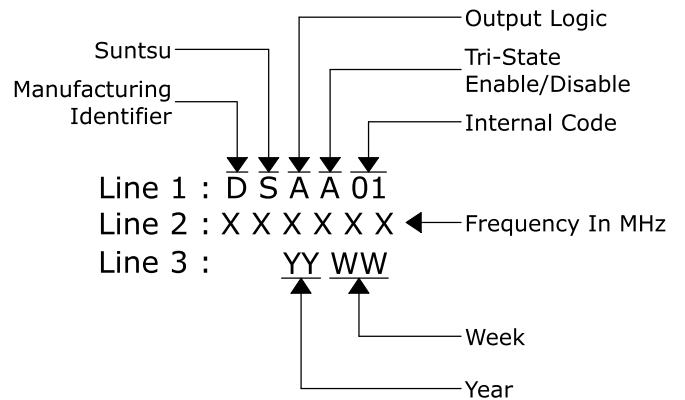 Output Logic
Suntsu
Tri-State
Enable/Disable
Manufacturing
Identifier
Internal Code
Line 1 : D S A A 01
Line 2 : X X X X X X
Frequency In MHz
Line 3 : YY WW
Week
Year